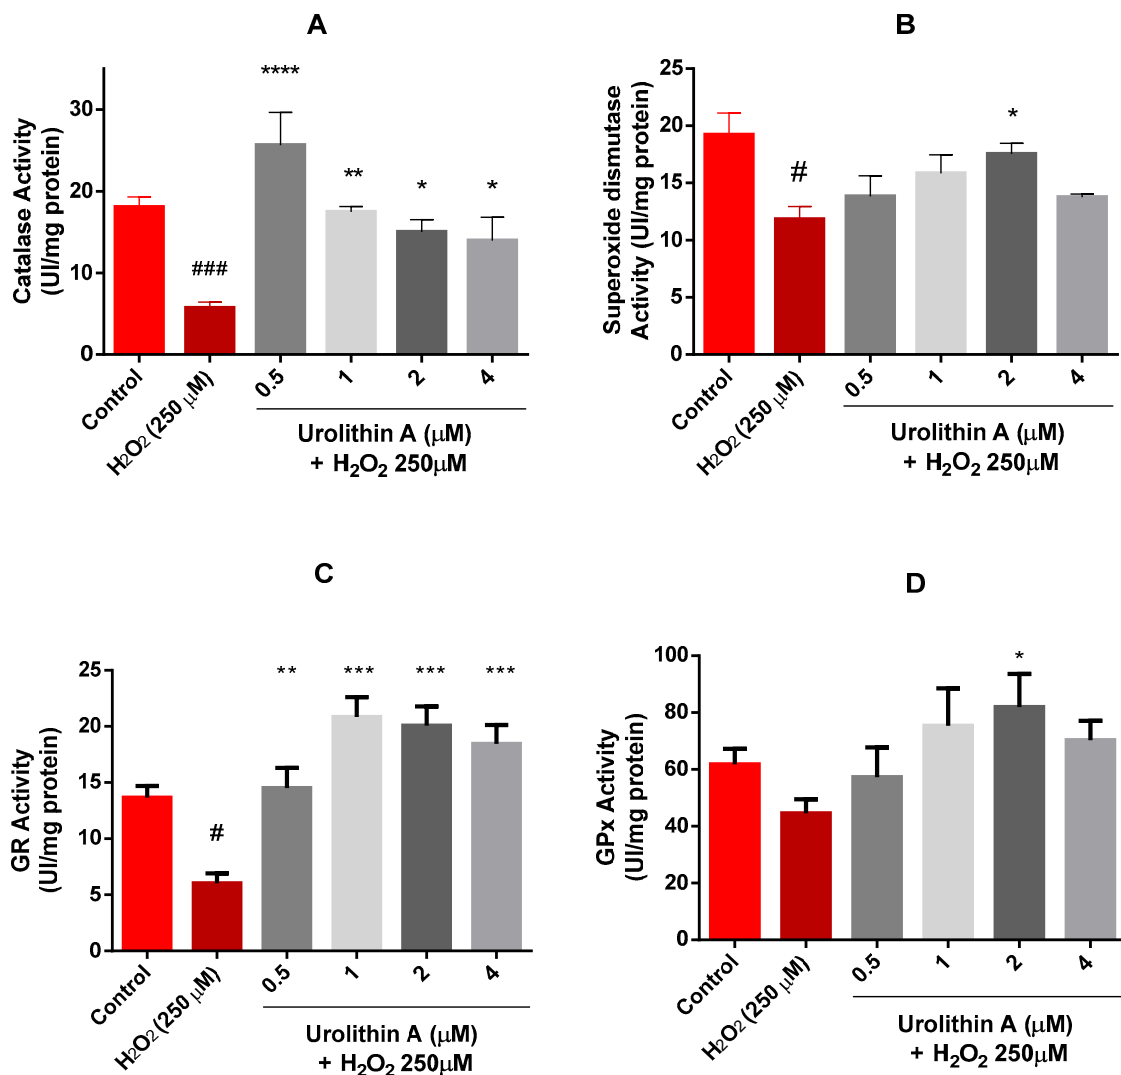 A
Catalase Activity
(UI/mg protein)
30
20
10
0
****
###
**
*
*
Control
H₂O₂ (250 μM)
0.5
1
2
4
Urolithin A (μM)
+ H₂O₂ 250μM
B
Superoxide dismutase
Activity (UI/mg protein)
25
20
15
10
5
0
#
*
Control
H₂O₂ (250 μM)
0.5
1
2
4
Urolithin A (μM)
+ H₂O₂ 250μM
C
GR Activity
(UI/mg protein)
25
20
15
10
5
0
#
**
***
***
***
Control
H₂O₂ (250 μM)
0.5
1
2
4
Urolithin A (μM)
+ H₂O₂ 250μM
D
GPx Activity
(UI/mg protein)
100
80
60
40
20
0
*
Control
H₂O₂ (250 μM)
0.5
1
2
4
Urolithin A (μM)
+ H₂O₂ 250μM